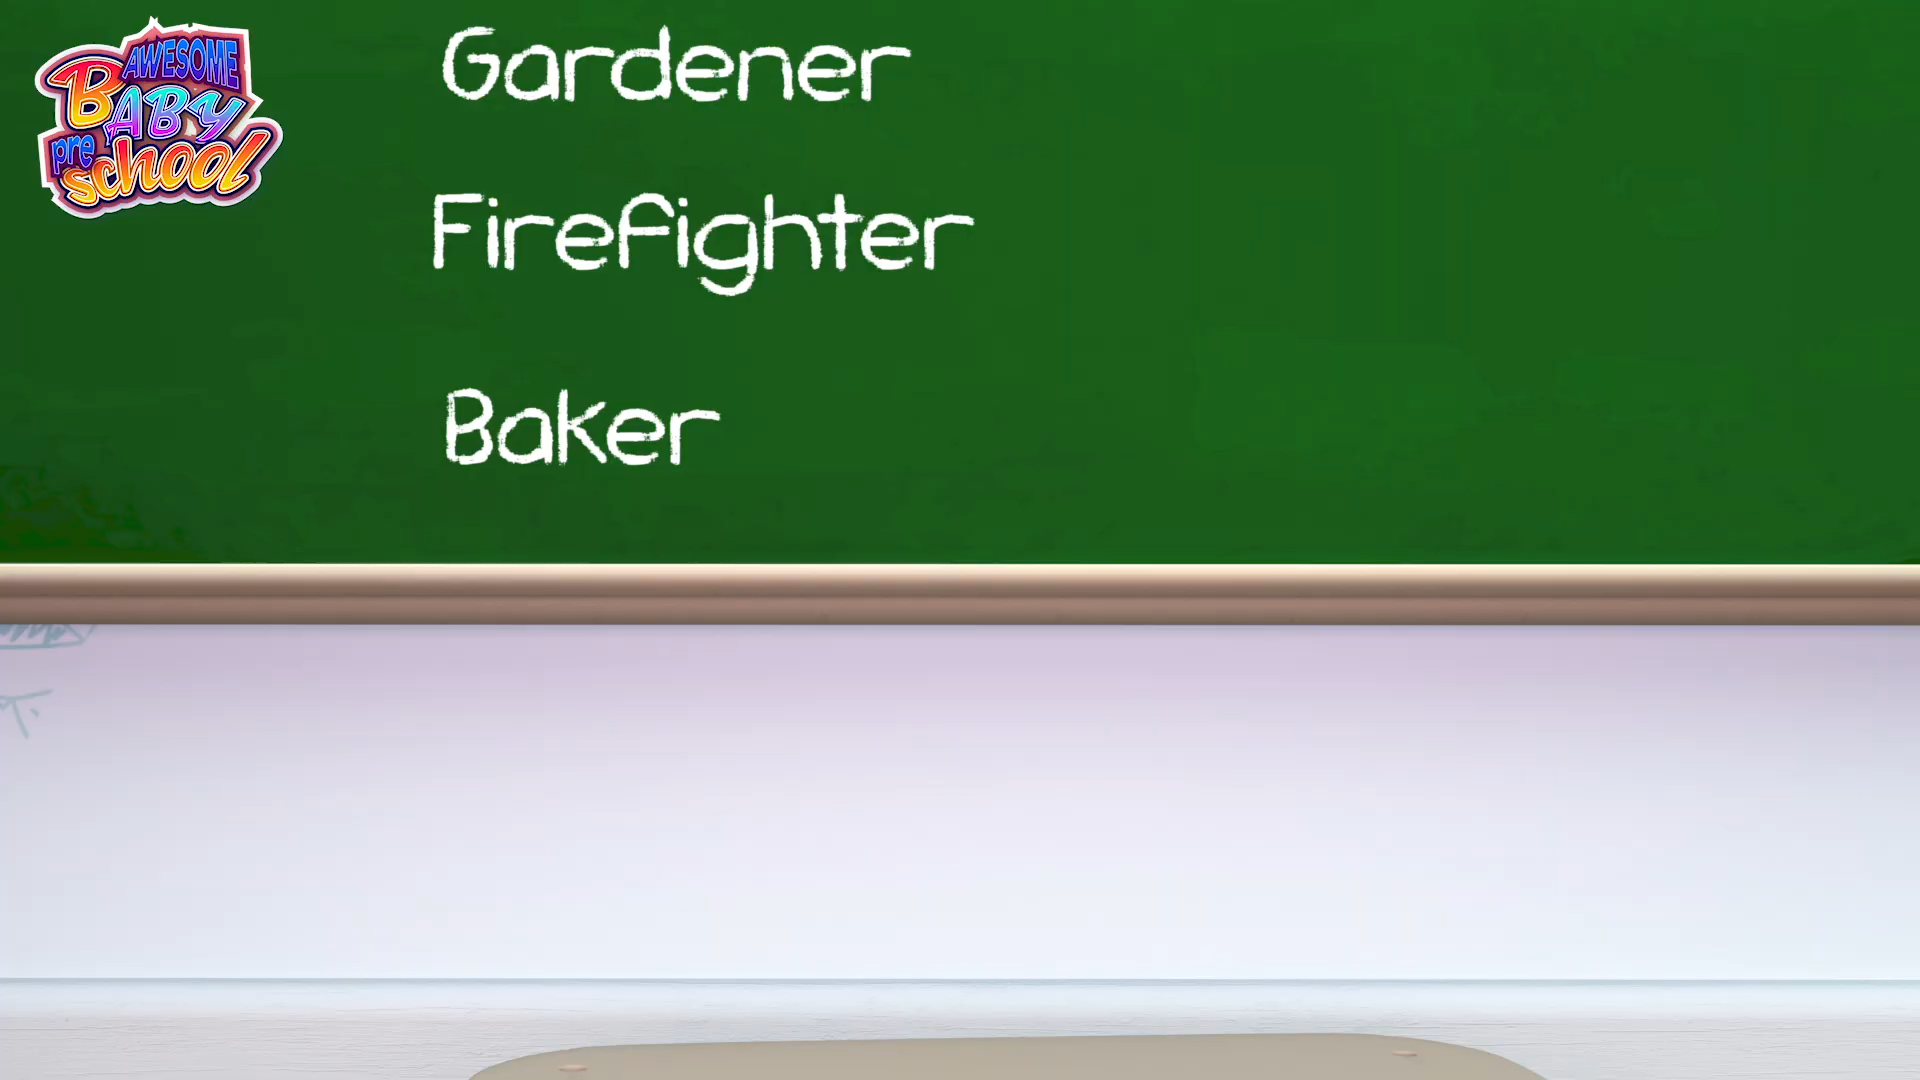 AWESOME
BABY
pre
school
Gardener
Firefighter
Baker